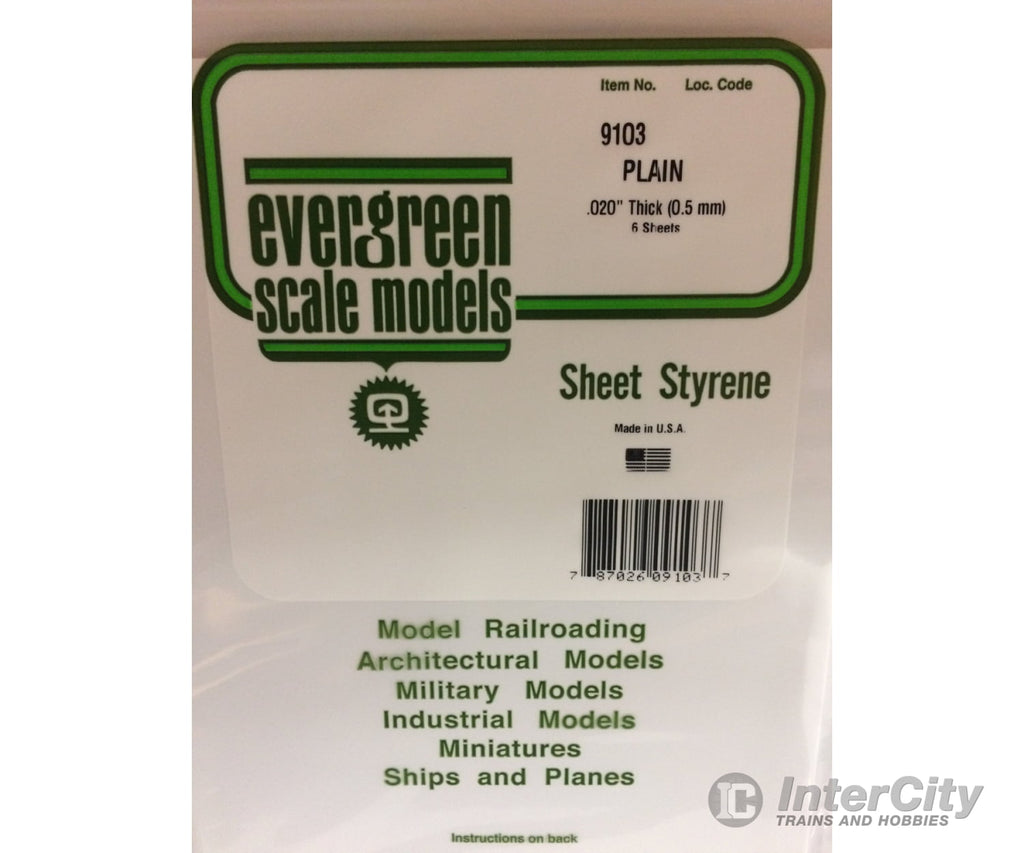 Item No. Loc. Code
9103
PLAIN
.020" Thick (0.5 mm)
6 Sheets
evergreen
scale models
Sheet Styrene
Made in U.S.A.
7 87026 09103 7
Model Railroading
Architectural Models
Military Models
Industrial Models
Miniatures
Ships and Planes
Instructions on back
InterCity
TRAINS AND HOBBIES